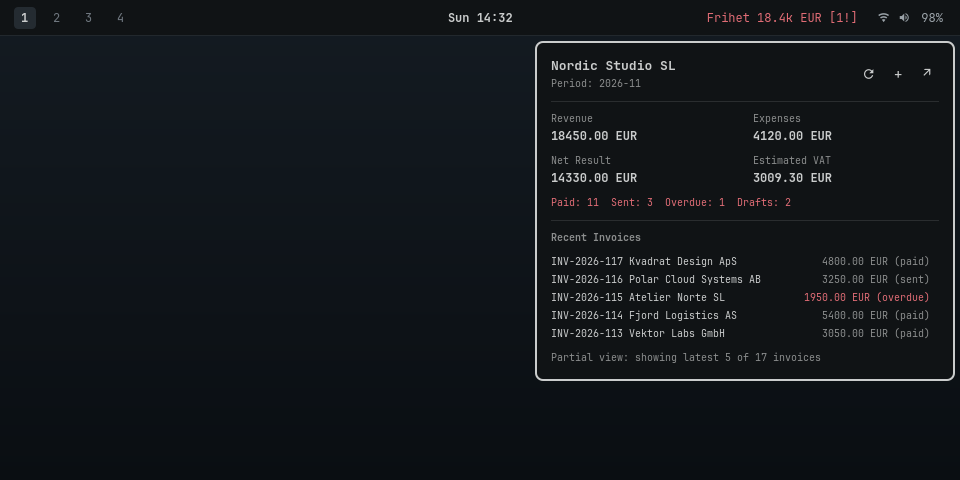 1 2 3 4 Sun 14:32 Frihet 18.4k EUR [1!] 98%
Nordic Studio SL
Period: 2026-11
+
Revenue Expenses
18450.00 EUR 4120.00 EUR
Net Result Estimated VAT
14330.00 EUR 3009.30 EUR
Paid: 11 Sent: 3 Overdue: 1 Drafts: 2
Recent Invoices
INV-2026-117 Kvadrat Design ApS 4800.00 EUR (paid)
INV-2026-116 Polar Cloud Systems AB 3250.00 EUR (sent)
INV-2026-115 Atelier Norte SL 1950.00 EUR (overdue)
INV-2026-114 Fjord Logistics AS 5400.00 EUR (paid)
INV-2026-113 Vektor Labs GmbH 3050.00 EUR (paid)
Partial view: showing latest 5 of 17 invoices